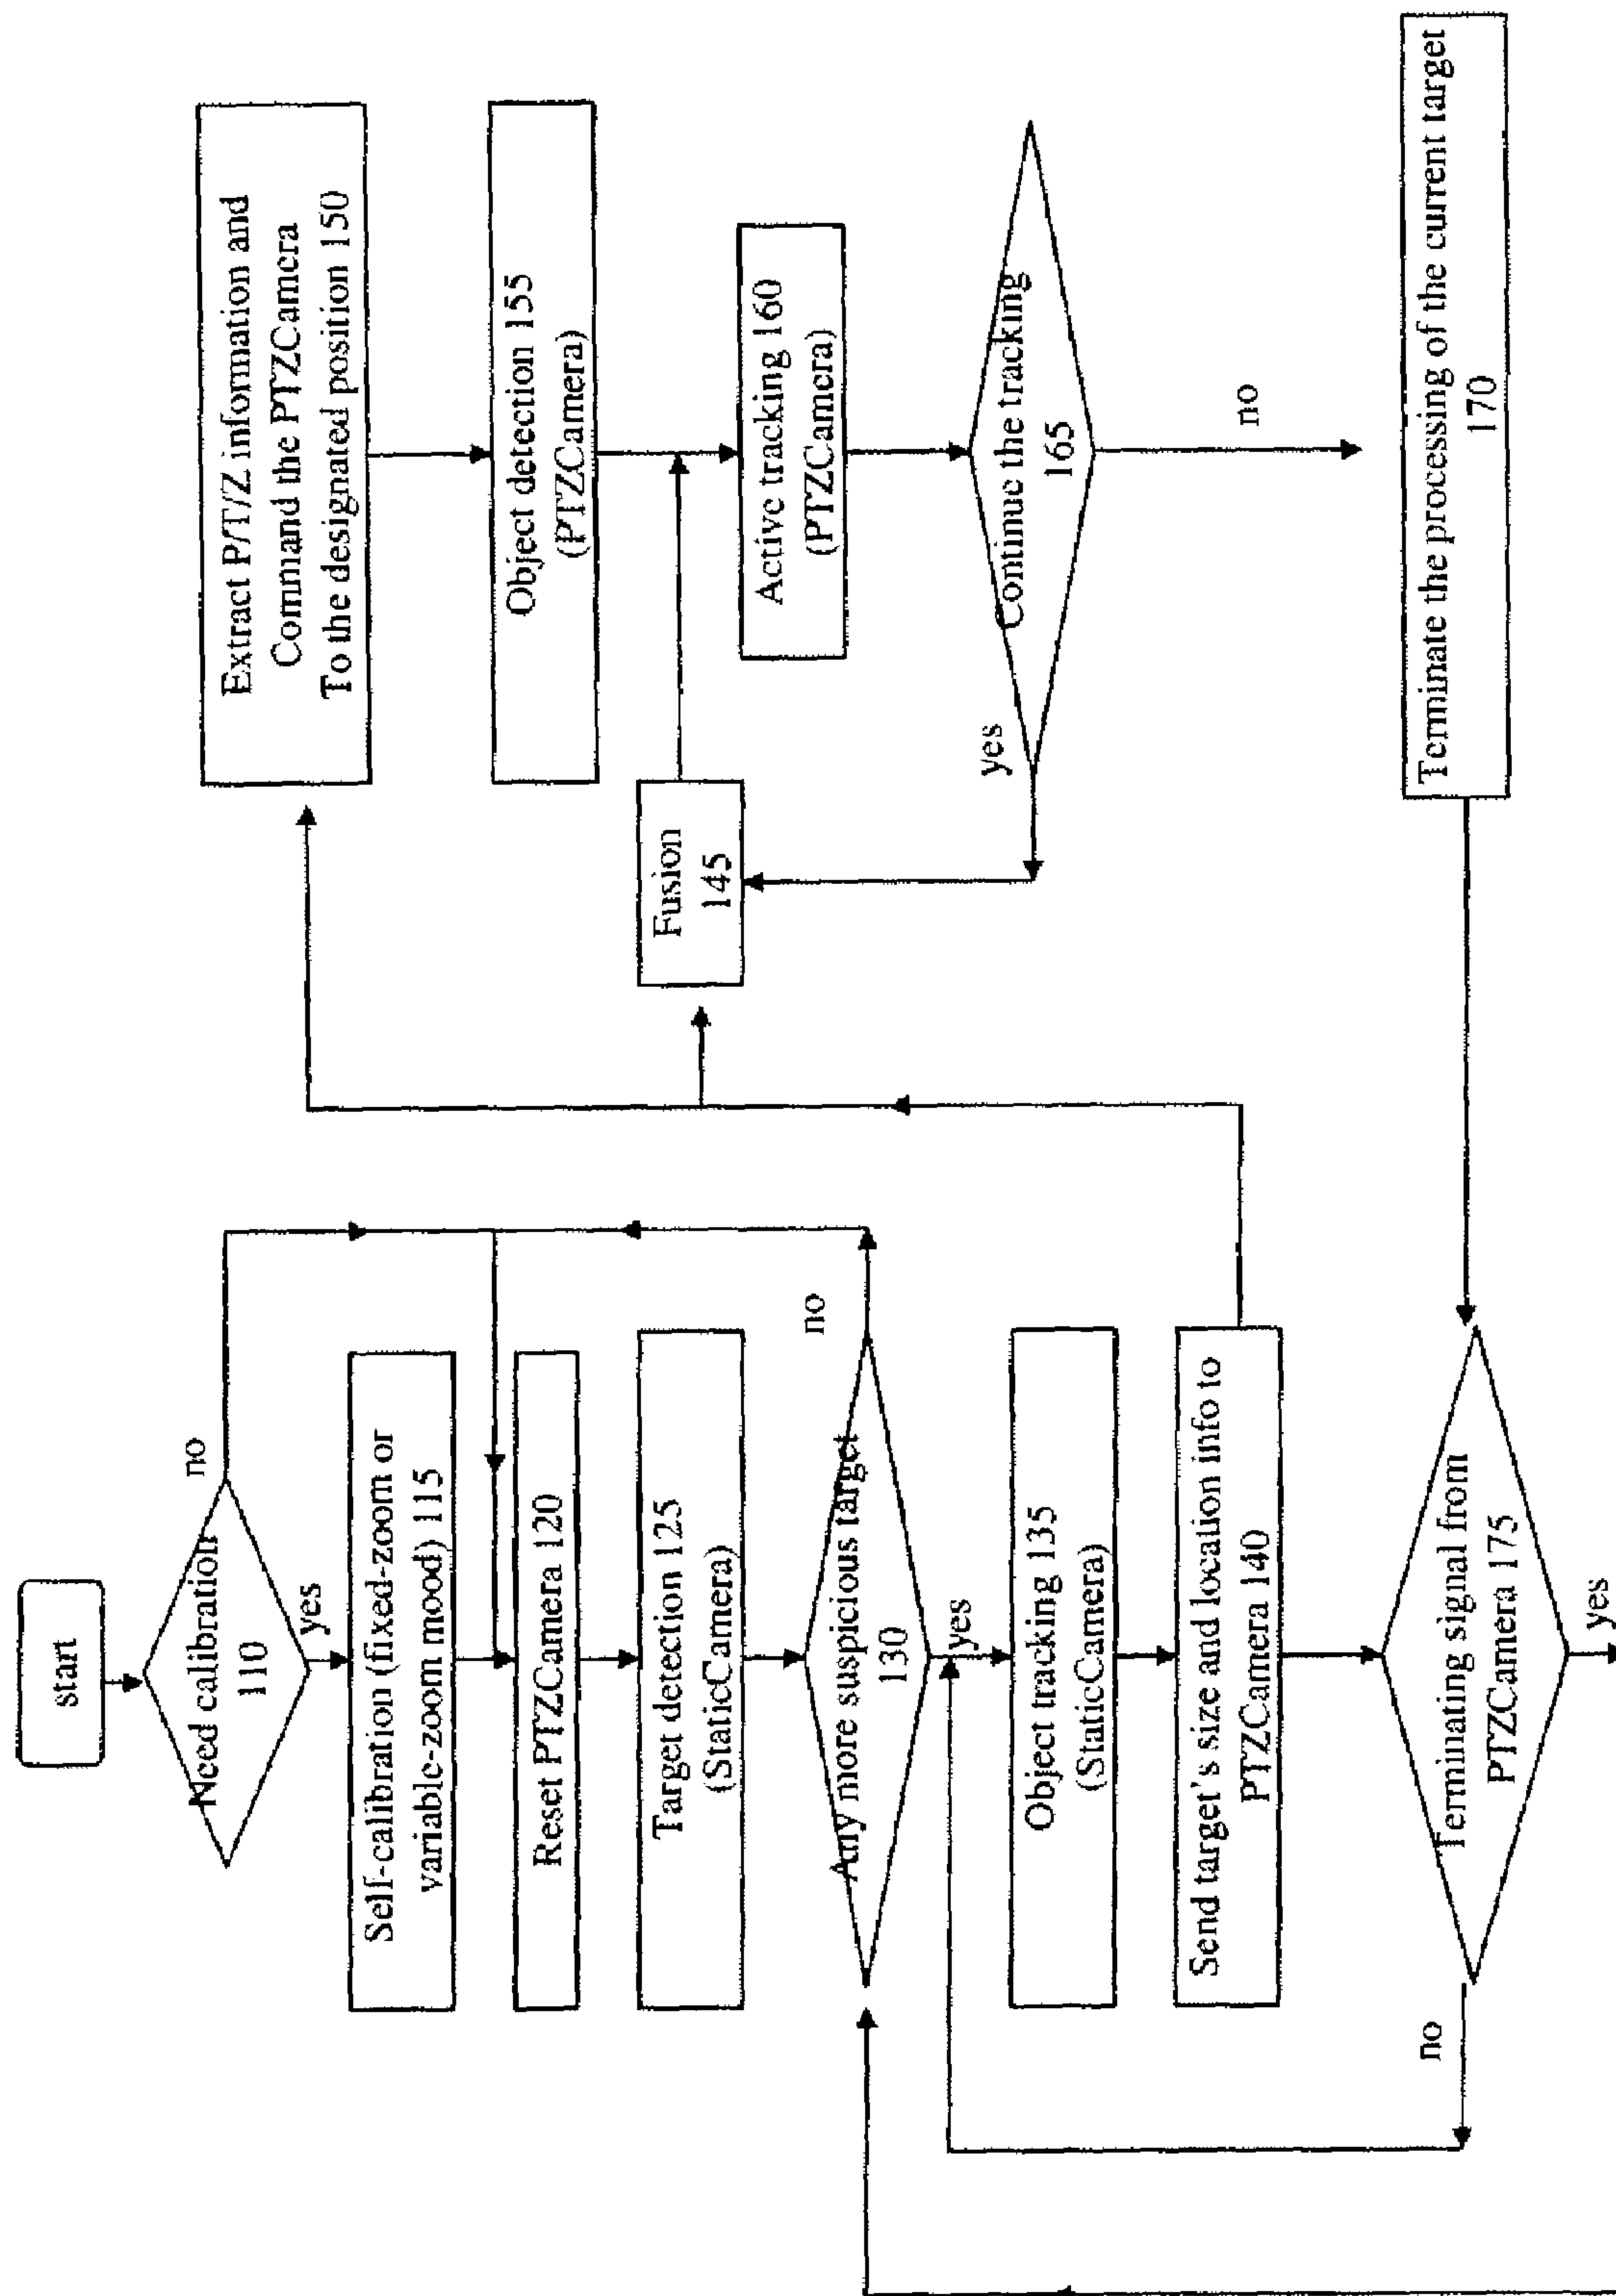 start
Need calibration
110
no
yes
Self-calibration (fixed-zoom or
variable-zoom mood) 115
Reset PTZCamera 120
Target detection 125
(StaticCamera)
Any more suspicious target
130
no
yes
Object tracking 135
(StaticCamera)
Send target's size and location info to
PTZCamera 140
Terminating signal from
PTZCamera 175
no
yes
Extract P/T/Z information and
Command the PTZCamera
To the designated position 150
Object detection 155
(PTZCamera)
Fusion
145
Active tracking 160
(PTZCamera)
Continue the tracking
165
yes
no
Terminate the processing of the current target
170